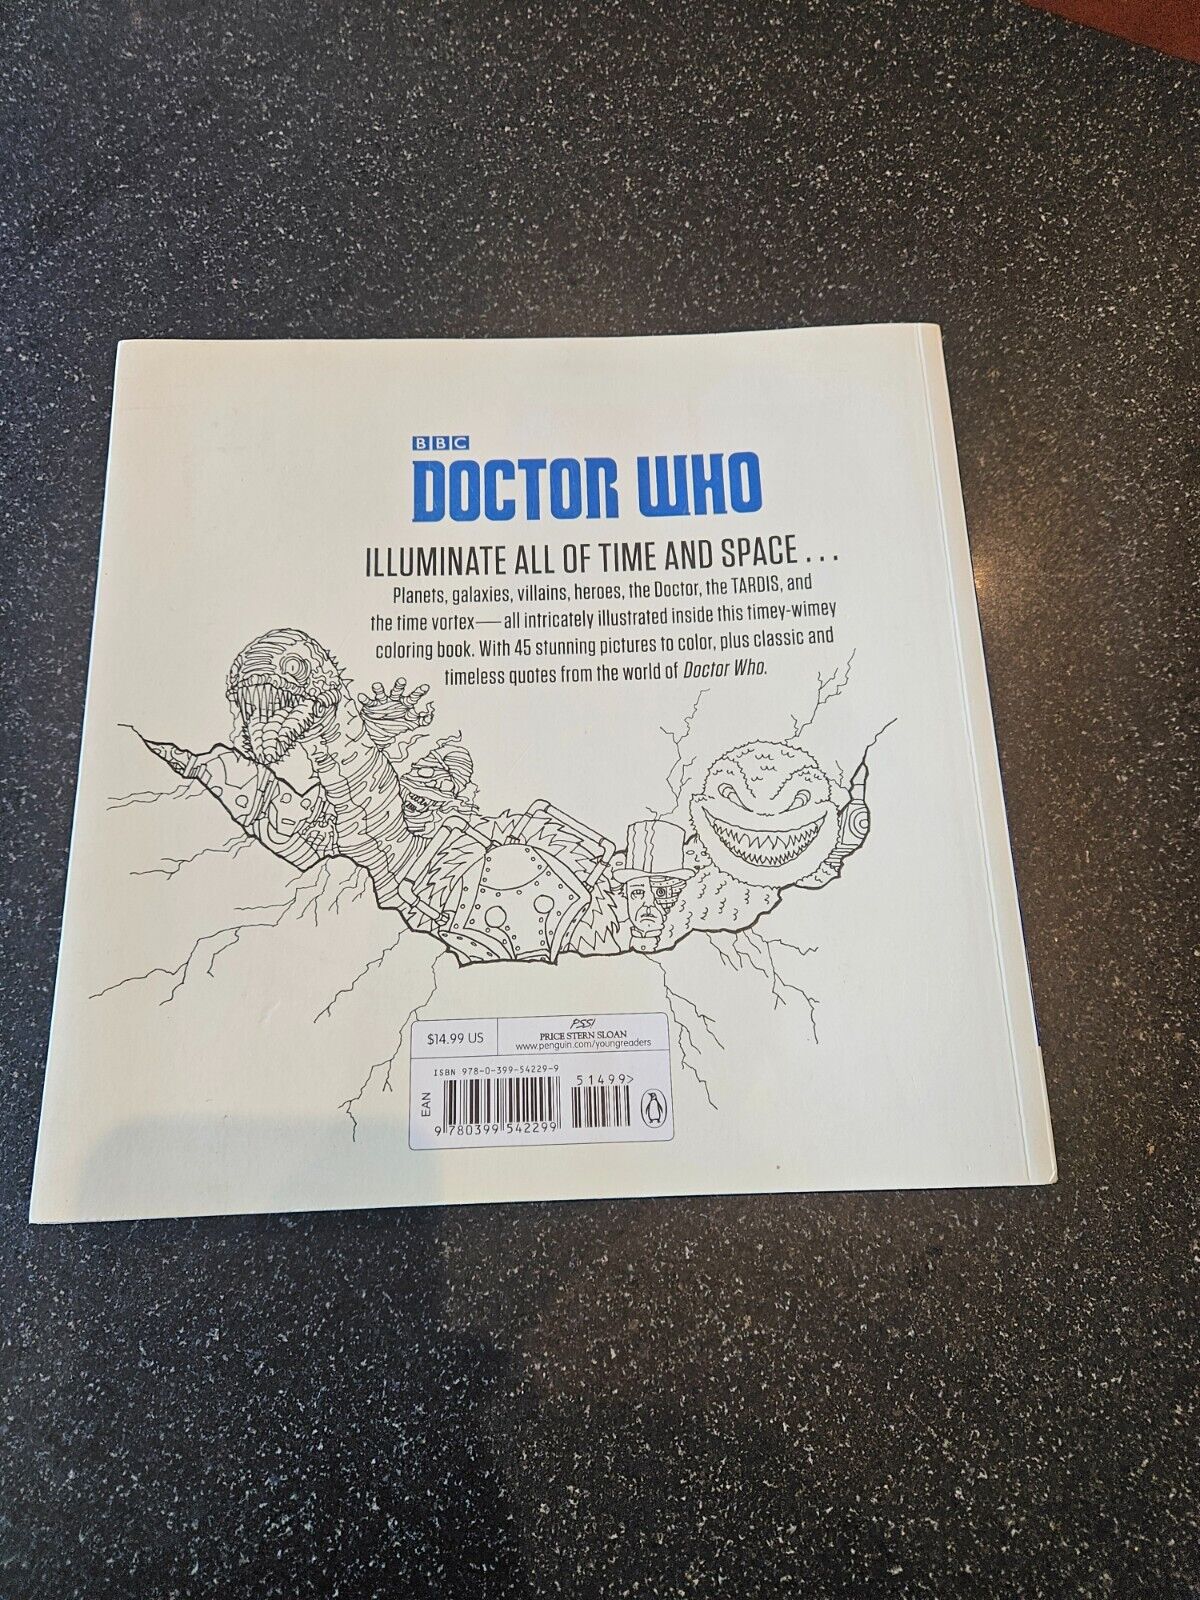 BBC
DOCTOR WHO
ILLUMINATE ALL OF TIME AND SPACE . . .
Planets, galaxies, villains, heroes, the Doctor, the TARDIS, and
the time vortex—all intricately illustrated inside this timey-wimey
coloring book. With 45 stunning pictures to color, plus classic and
timeless quotes from the world of Doctor Who.
$14.99 US
PSS!
PRICE STERN SLOAN
www.penguin.com/youngreaders
ISBN 978-0-399-54229-9
51499>
EAN
9 780399 542299